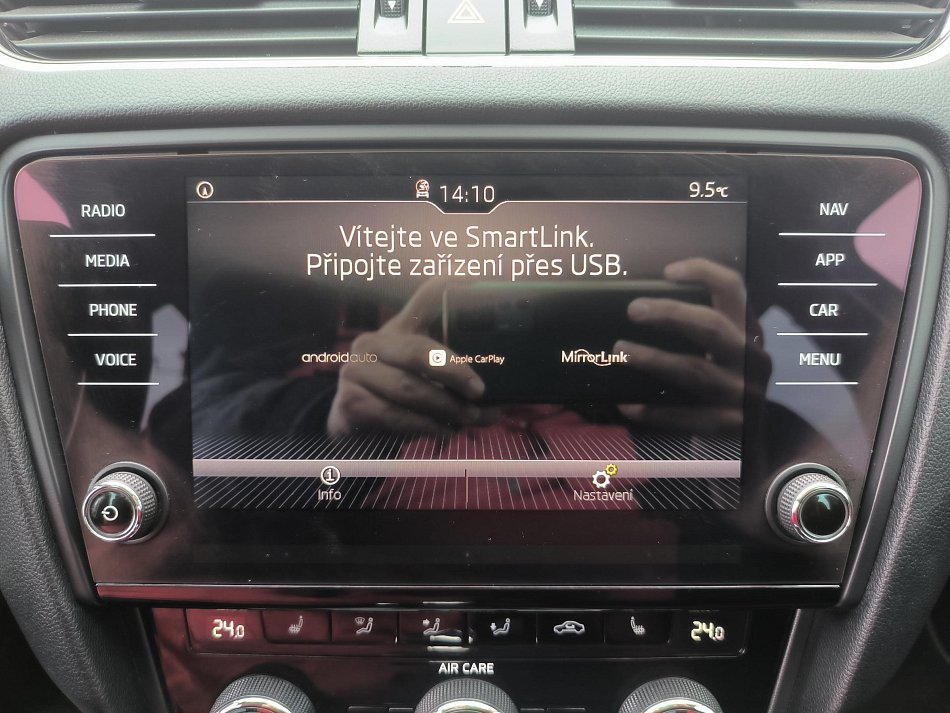 14:10
9.5°C
Vítejte ve SmartLink.
Připojte zařízení přes USB.
androidauto
Apple CarPlay
MirrorLink
Info
Nastavení
RADIO
MEDIA
PHONE
VOICE
NAV
APP
CAR
MENU
24.0
24.0
AIR CARE